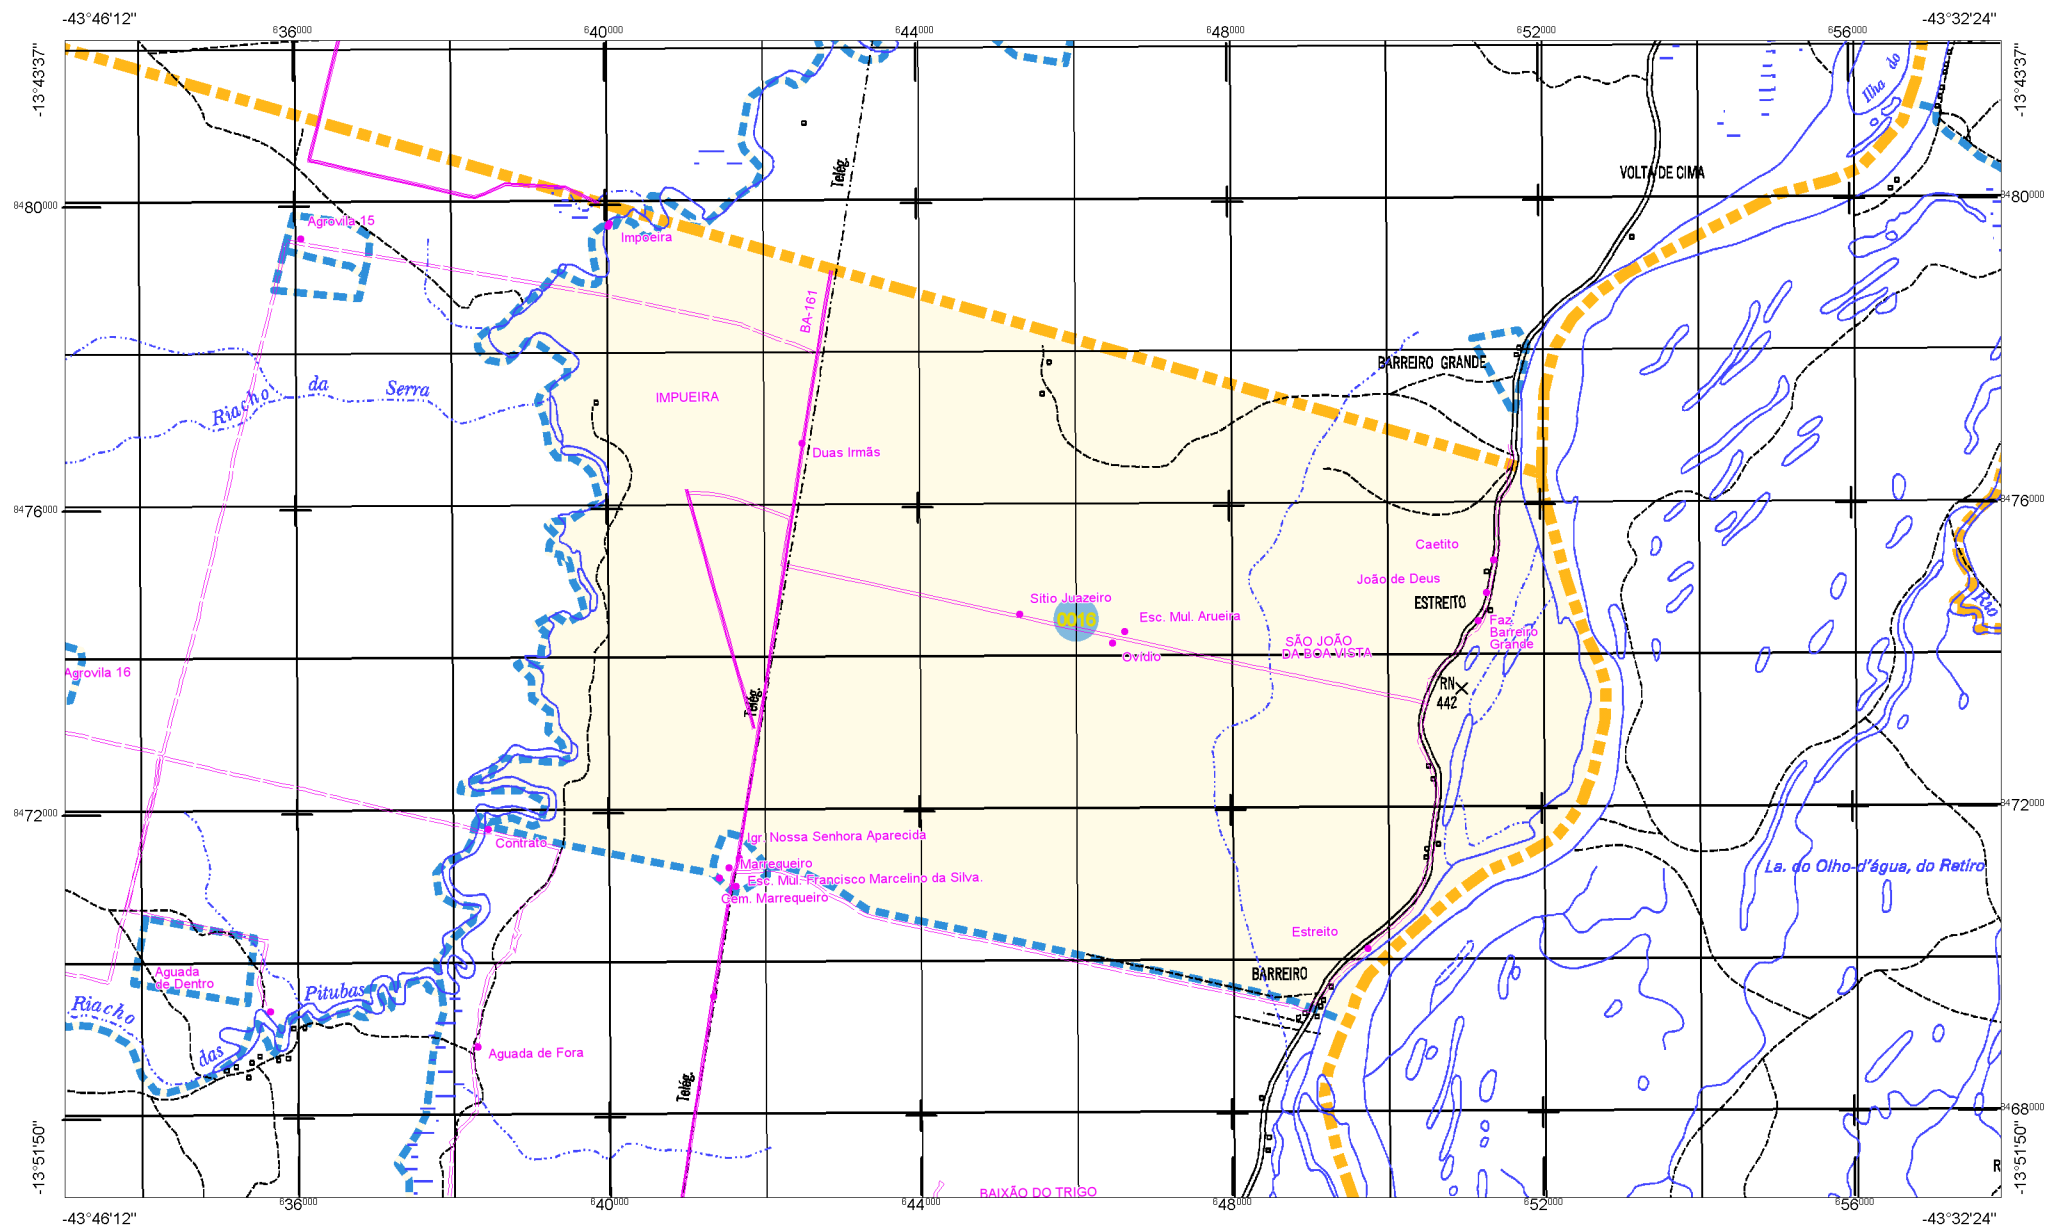 -43°46'12"
-43°32'24"
636000
640000
644000
648000
652000
656000
-13°43'37"
-13°43'37"
Ilha do
Teleg.
VOLTA DE CIMA
8480000
8480000
Agrovila 15
Impoeira
BA-161
BARREIRO GRANDE
Riacho da Serra
IMPUEIRA
Duas Irmãs
8476000
8476000
Caetito
João de Deus
Sitio Juazeiro
ESTREITO
0016
Esc. Mul. Arueira
Rio
Faz.
Barreiro
Grande
SÃO JOÃO
DA BOA VISTA
Ovidio
Agrovila 16
RN
442
Teleg.
8472000
8472000
Igr. Nossa Senhora Aparecida
Contrato
Marrequeiro
La. do Olho-d'água, do Retiro
Esc. Mul. Francisco Marcelino da Silva.
Cem. Marrequeiro
Estreito
Aguada
de Dentro
BARREIRO
Riacho das Pitubas
Aguada de Fora
Teleg.
8468000
-13°51'50"
-13°51'50"
R
BAIXÃO DO TRIGO
636000
640000
644000
648000
652000
656000
-43°46'12"
-43°32'24"